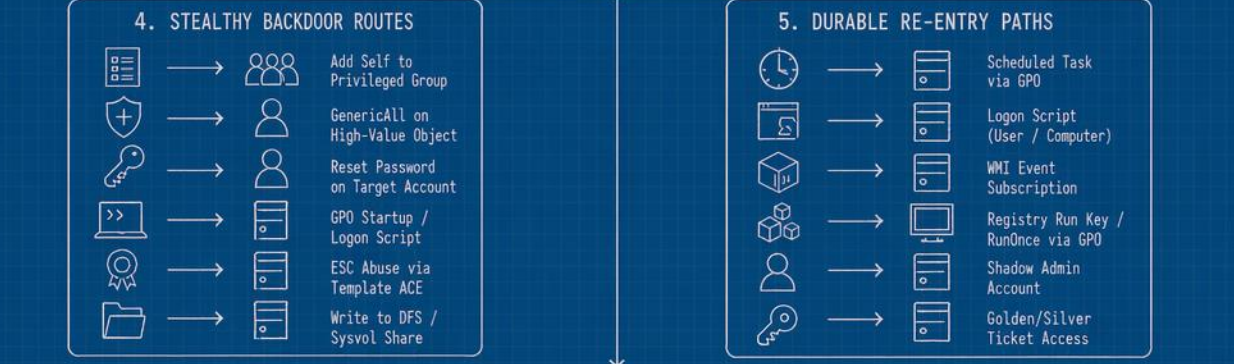 4. STEALTHY BACKDOOR ROUTES
Add Self to
Privileged Group
GenericAll on
High-Value Object
Reset Password
on Target Account
GPO Startup /
Logon Script
ESC Abuse via
Template ACE
Write to DFS /
Sysvol Share
5. DURABLE RE-ENTRY PATHS
Scheduled Task
via GPO
Logon Script
(User / Computer)
WMI Event
Subscription
Registry Run Key /
RunOnce via GPO
Shadow Admin
Account
Golden/Silver
Ticket Access